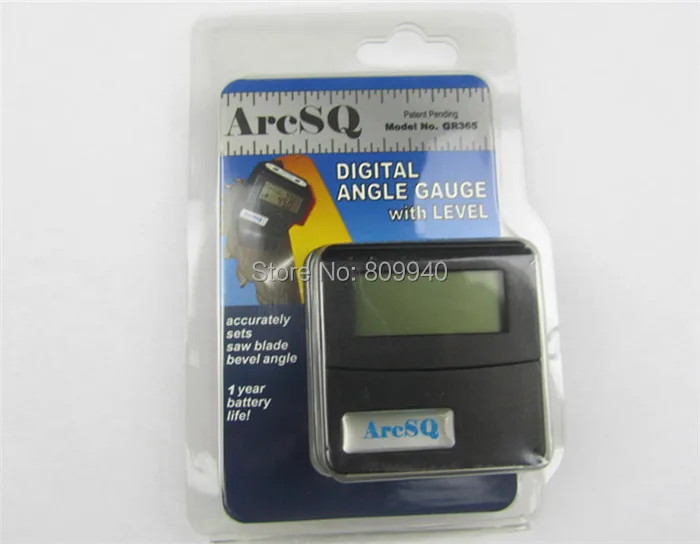 ArcSQ
Patent Pending
Model No. GR365
DIGITAL
ANGLE GAUGE
with LEVEL
Store No: 809940
accurately
sets
saw blade
bevel angle
1 year
battery
life!
ArcSQ